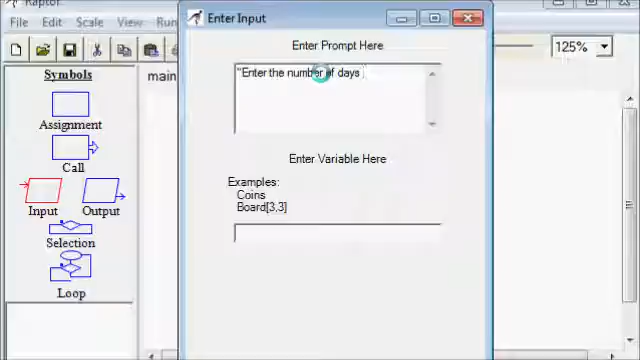 Raptor
Enter Input
File Edit Scale View Run
Enter Prompt Here
125%
Symbols
main
"Enter the number of days
Assignment
Enter Variable Here
Call
Examples:
Coins
Board[3,3]
Input Output
Selection
Loop